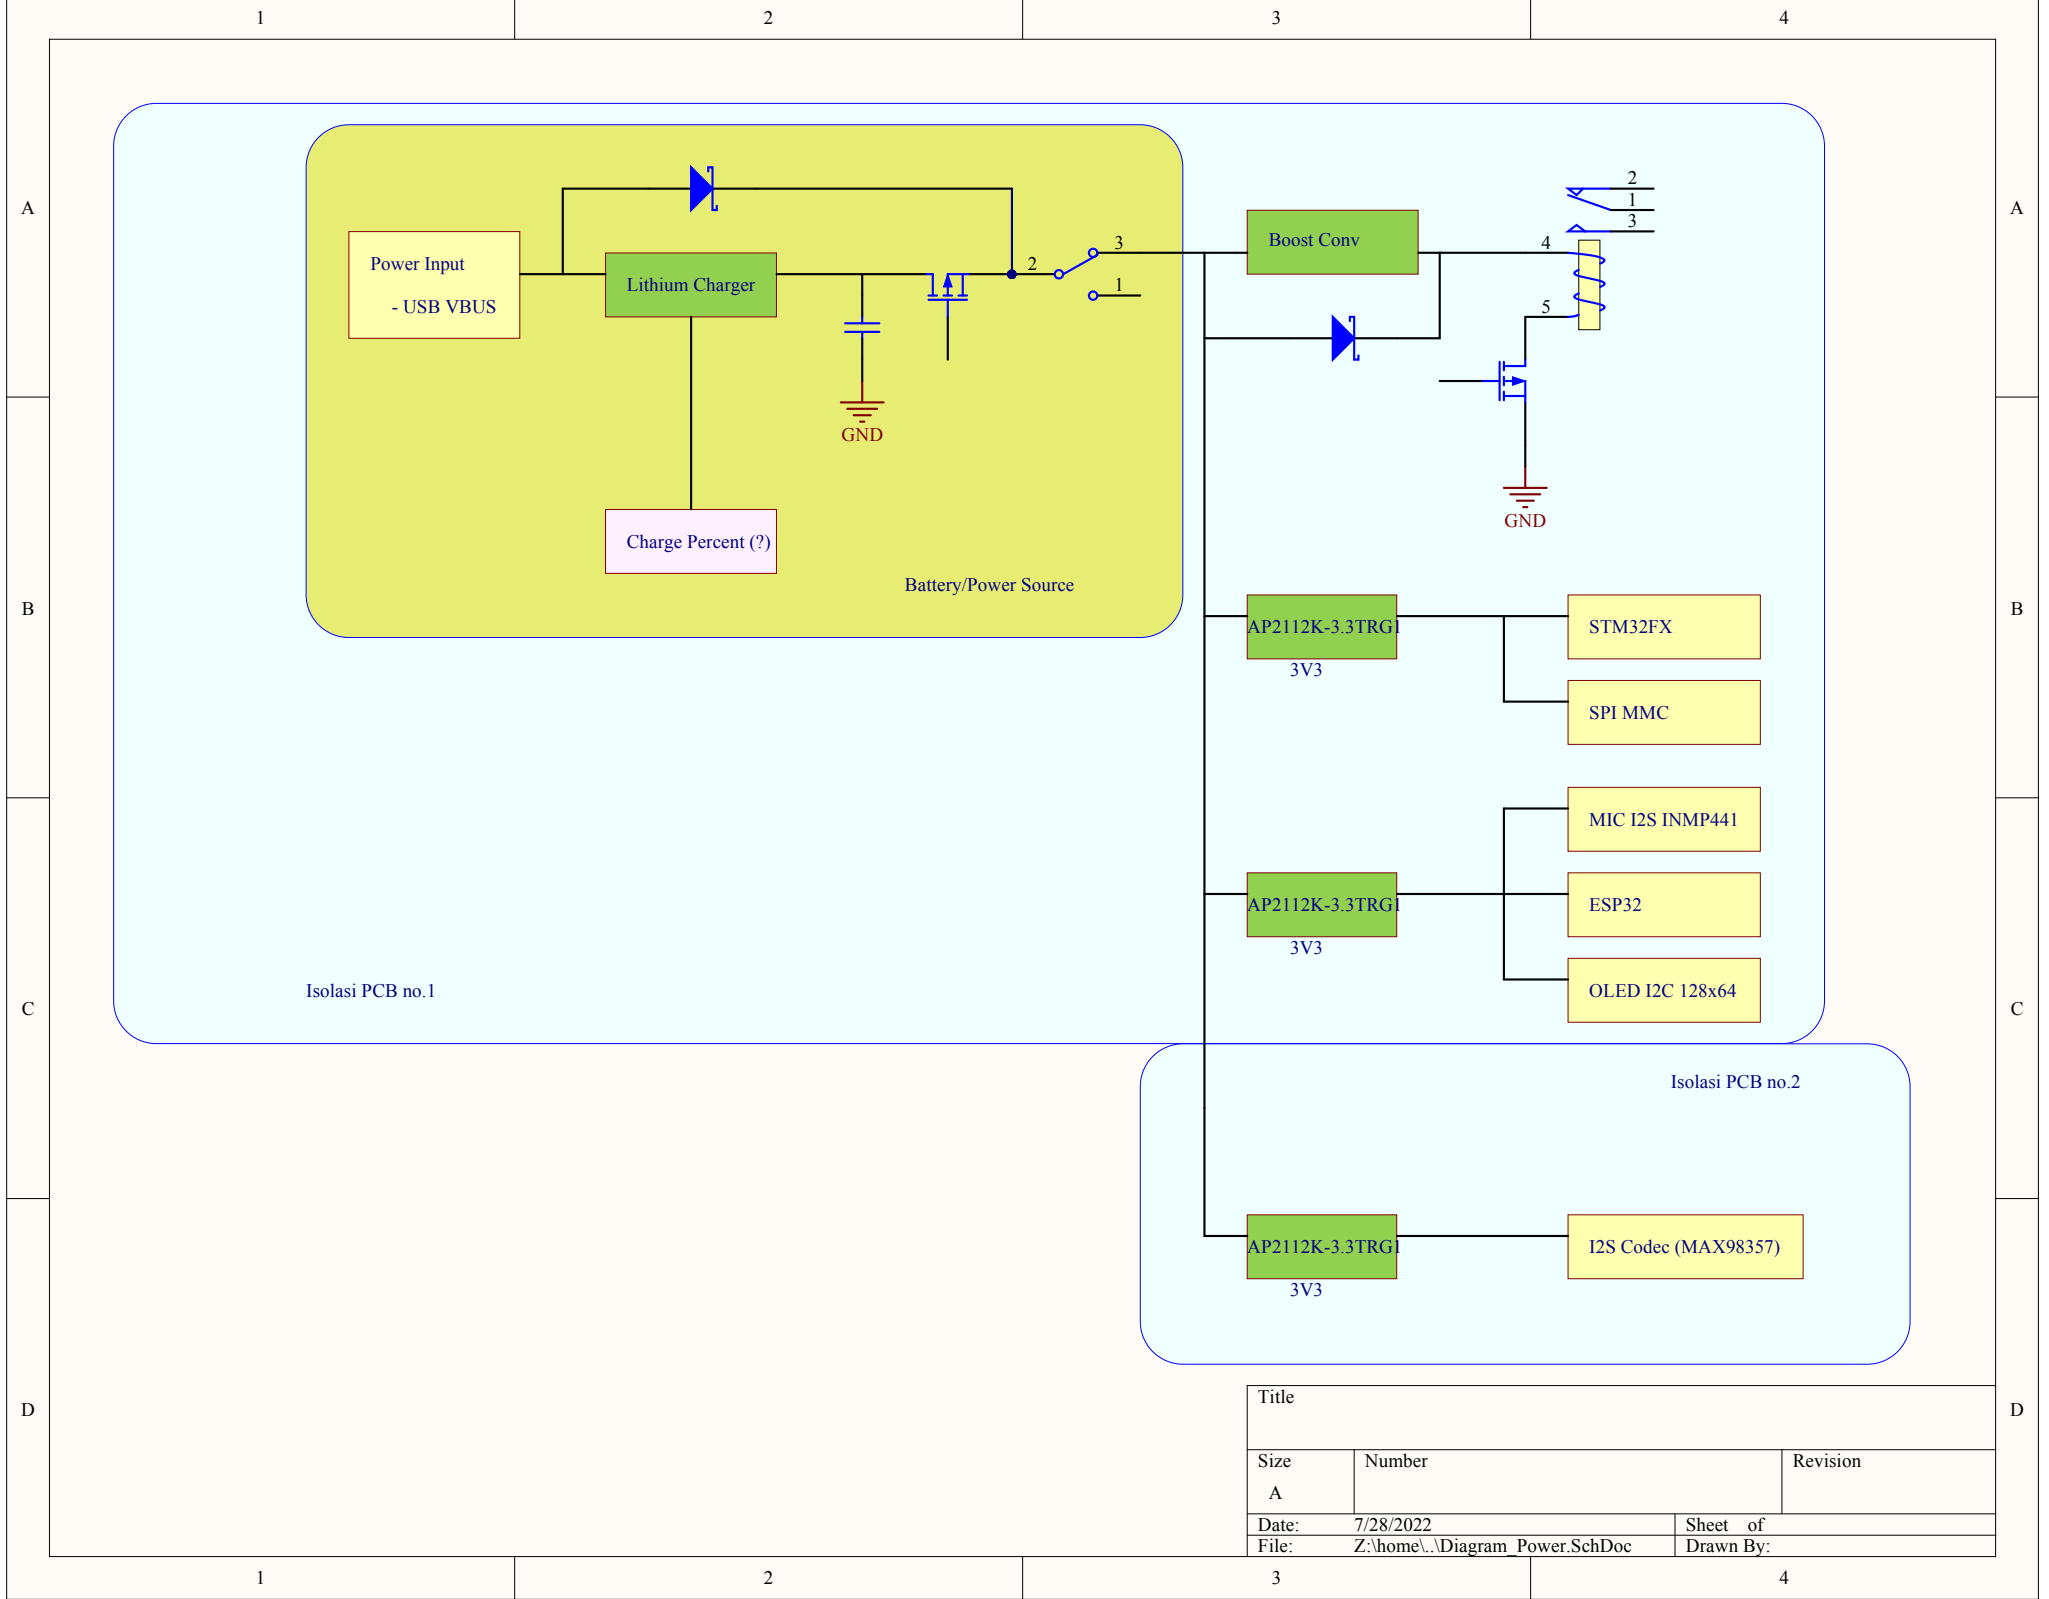 1
2
3
4
A
A
B
B
C
C
D
D
Power Input
- USB VBUS
Lithium Charger
2
3
1
GND
Charge Percent (?)
Battery/Power Source
Boost Conv
2
1
3
4
5
GND
AP2112K-3.3TRG1
3V3
STM32FX
SPI MMC
MIC I2S INMP441
AP2112K-3.3TRG1
3V3
ESP32
OLED I2C 128x64
Isolasi PCB no.1
Isolasi PCB no.2
AP2112K-3.3TRG1
3V3
I2S Codec (MAX98357)
Title
Size
A
Number
Revision
Date: 7/28/2022
Sheet of
File: Z:\home\..\Diagram_Power.SchDoc
Drawn By:
1
2
3
4